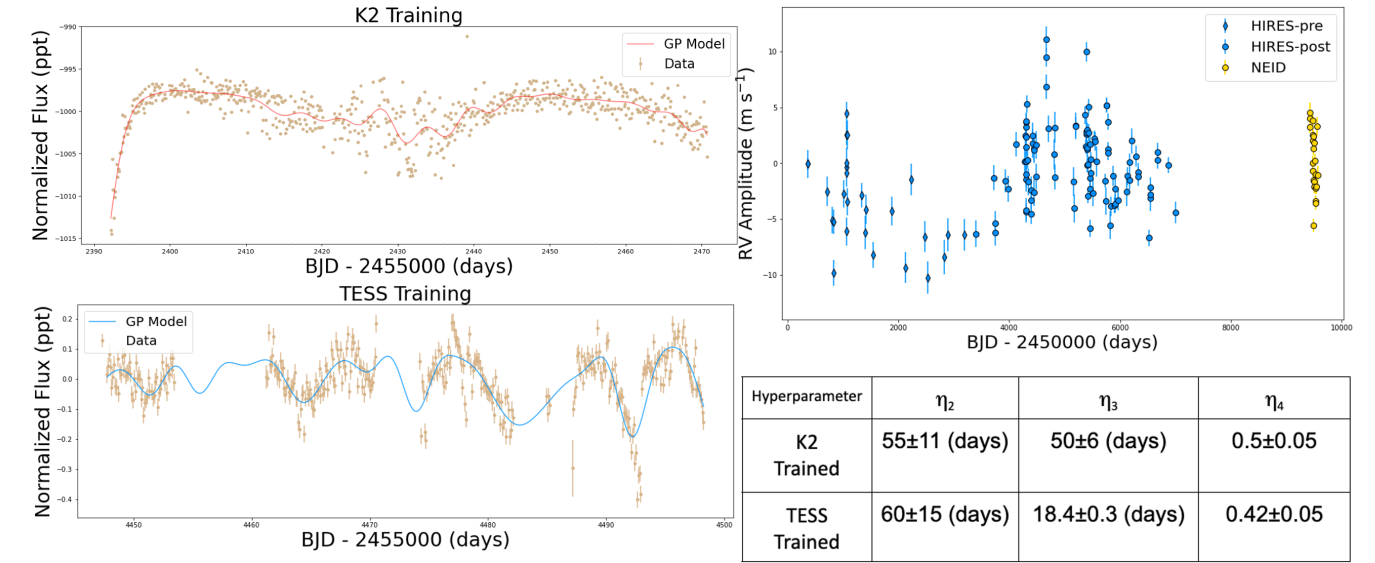 K2 Training
Normalized Flux (ppt)
−990
−995
−1000
−1005
−1010
−1015
GP Model
Data
2390 2400 2410 2420 2430 2440 2450 2460 2470
BJD - 2455000 (days)
TESS Training
Normalized Flux (ppt)
0.2
0.1
0.0
−0.1
−0.2
−0.3
−0.4
GP Model
Data
4450 4460 4470 4480 4490 4500
BJD - 2455000 (days)
RV Amplitude (m s⁻¹)
10
5
0
−5
−10
HIRES-pre
HIRES-post
NEID
0 2000 4000 6000 8000 10000
BJD - 2450000 (days)
Hyperparameter η₂ η₃ η₄
K2 Trained 55±11 (days) 50±6 (days) 0.5±0.05
TESS Trained 60±15 (days) 18.4±0.3 (days) 0.42±0.05